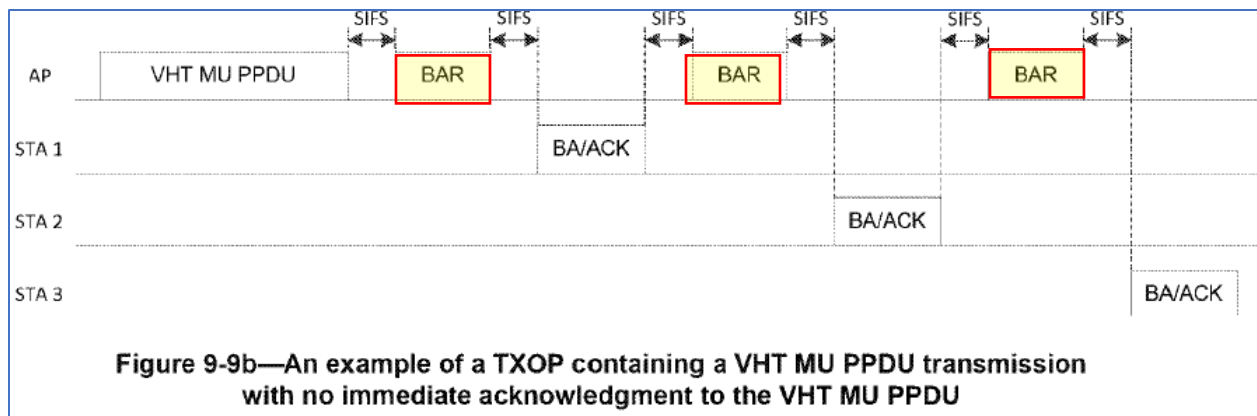 SIFS SIFS SIFS SIFS SIFS SIFS
AP VHT MU PPDU BAR BAR BAR
STA 1 BA/ACK
STA 2 BA/ACK
STA 3 BA/ACK
Figure 9-9b—An example of a TXOP containing a VHT MU PPDU transmission
with no immediate acknowledgment to the VHT MU PPDU